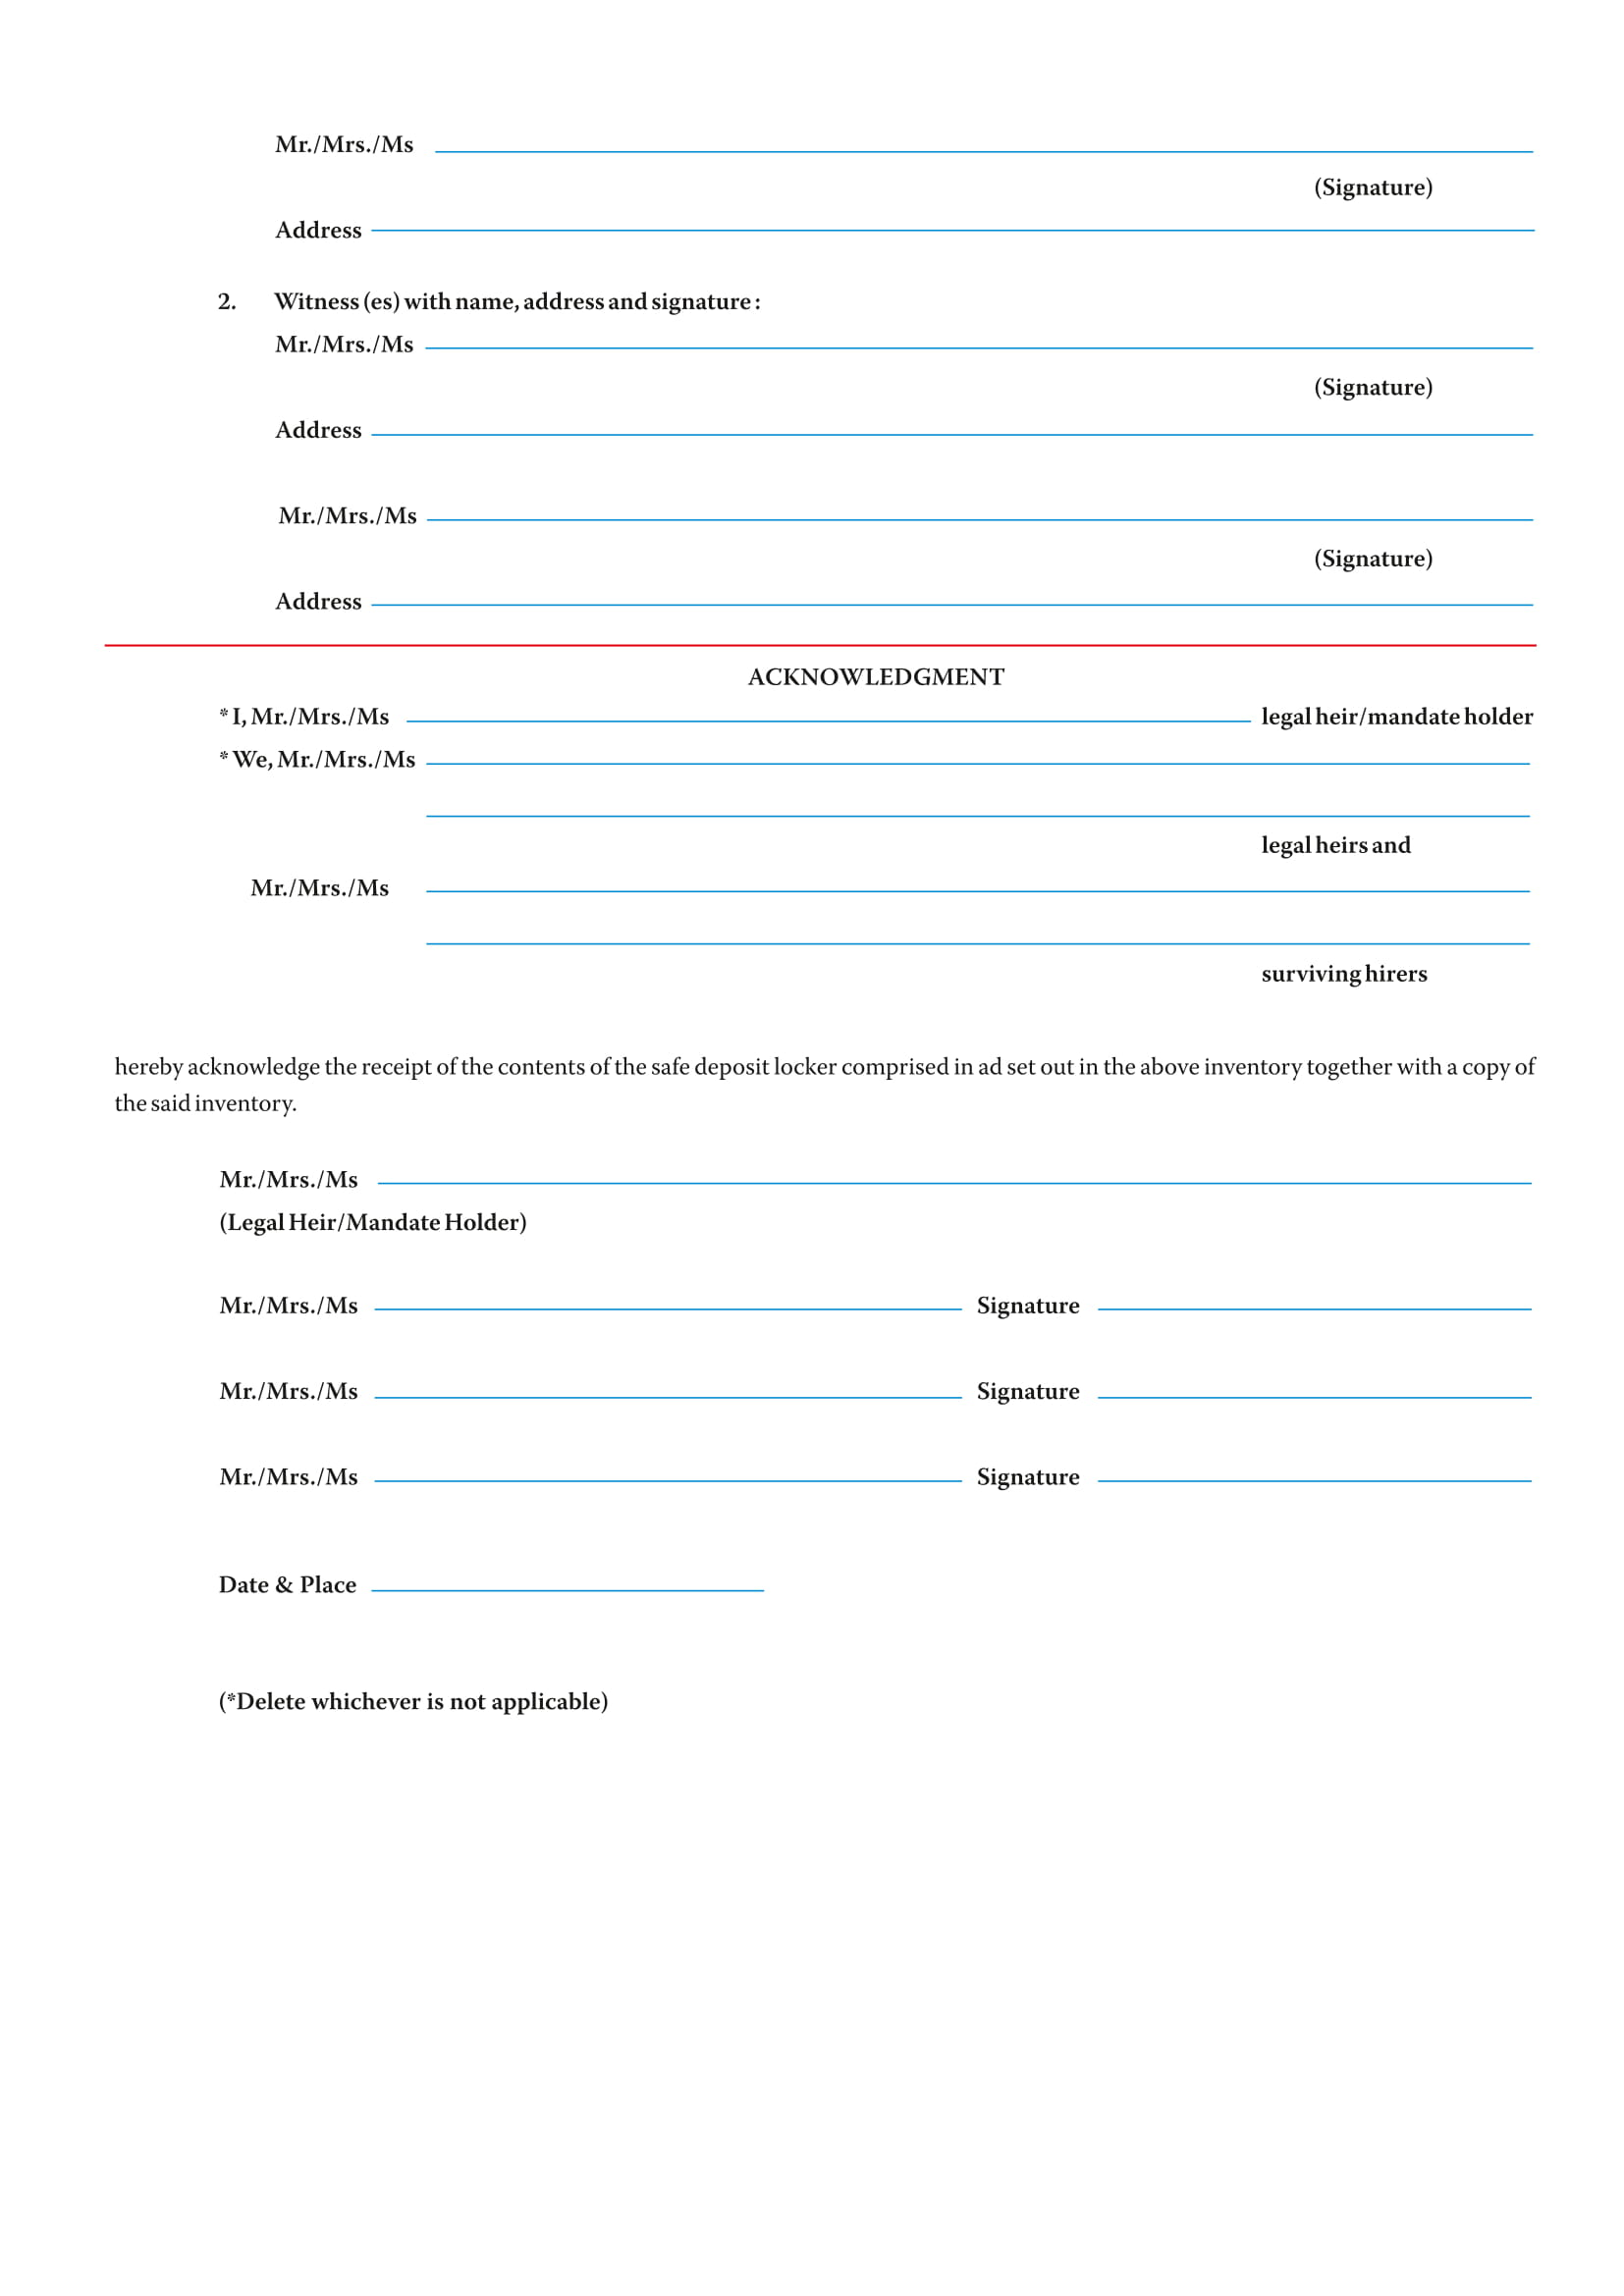 Mr./Mrs./Ms
(Signature)
Address
2. Witness (es) with name, address and signature :
Mr./Mrs./Ms
(Signature)
Address
Mr./Mrs./Ms
(Signature)
Address
ACKNOWLEDGMENT
* I, Mr./Mrs./Ms legal heir/mandate holder
* We, Mr./Mrs./Ms
legal heirs and
Mr./Mrs./Ms
surviving hirers
hereby acknowledge the receipt of the contents of the safe deposit locker comprised in ad set out in the above inventory together with a copy of
the said inventory.
Mr./Mrs./Ms
(Legal Heir/Mandate Holder)
Mr./Mrs./Ms Signature
Mr./Mrs./Ms Signature
Mr./Mrs./Ms Signature
Date & Place
(*Delete whichever is not applicable)